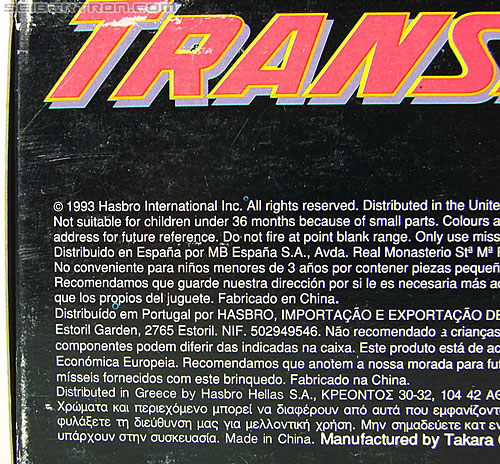 SEIBERTRON.COM
TRANS
© 1993 Hasbro International Inc. All rights reserved. Distributed in the Unite
Not suitable for children under 36 months because of small parts. Colours a
address for future reference. Do not fire at point blank range. Only use miss
Distribuido en España por MB España S.A., Avda. Real Monasterio Stª Mª
No conveniente para niños menores de 3 años por contener piezas pequeñ
Recomendamos que guarde nuestra dirección por si le es necesaria más a
que los propios del juguete. Fabricado en China.
Distribuído em Portugal por HASBRO, IMPORTAÇÃO E EXPORTAÇÃO DE
Estoril Garden, 2765 Estoril. NIF. 502949546. Não recomendado a crianças
componentes podem diferir das indicadas na caixa. Este produto está de ac
Económica Europeia. Recomendamos que anotem a nossa morada para fu
mísseis fornecidos com este brinquedo. Fabricado na China.
Distributed in Greece by Hasbro Hellas S.A., ΚΡΕΟΝΤΟΣ 30-32, 104 42 ΑΘ
Χρώματα και περιεχόμενο μπορεί να διαφέρουν από αυτά που εμφανίζοντ
φυλάξετε τη διεύθυνση μας για μελλοντική χρήση. Μην σημαδεύετε κατ εν
υπάρχουν στην συσκευασία. Made in China. Manufactured by Takara